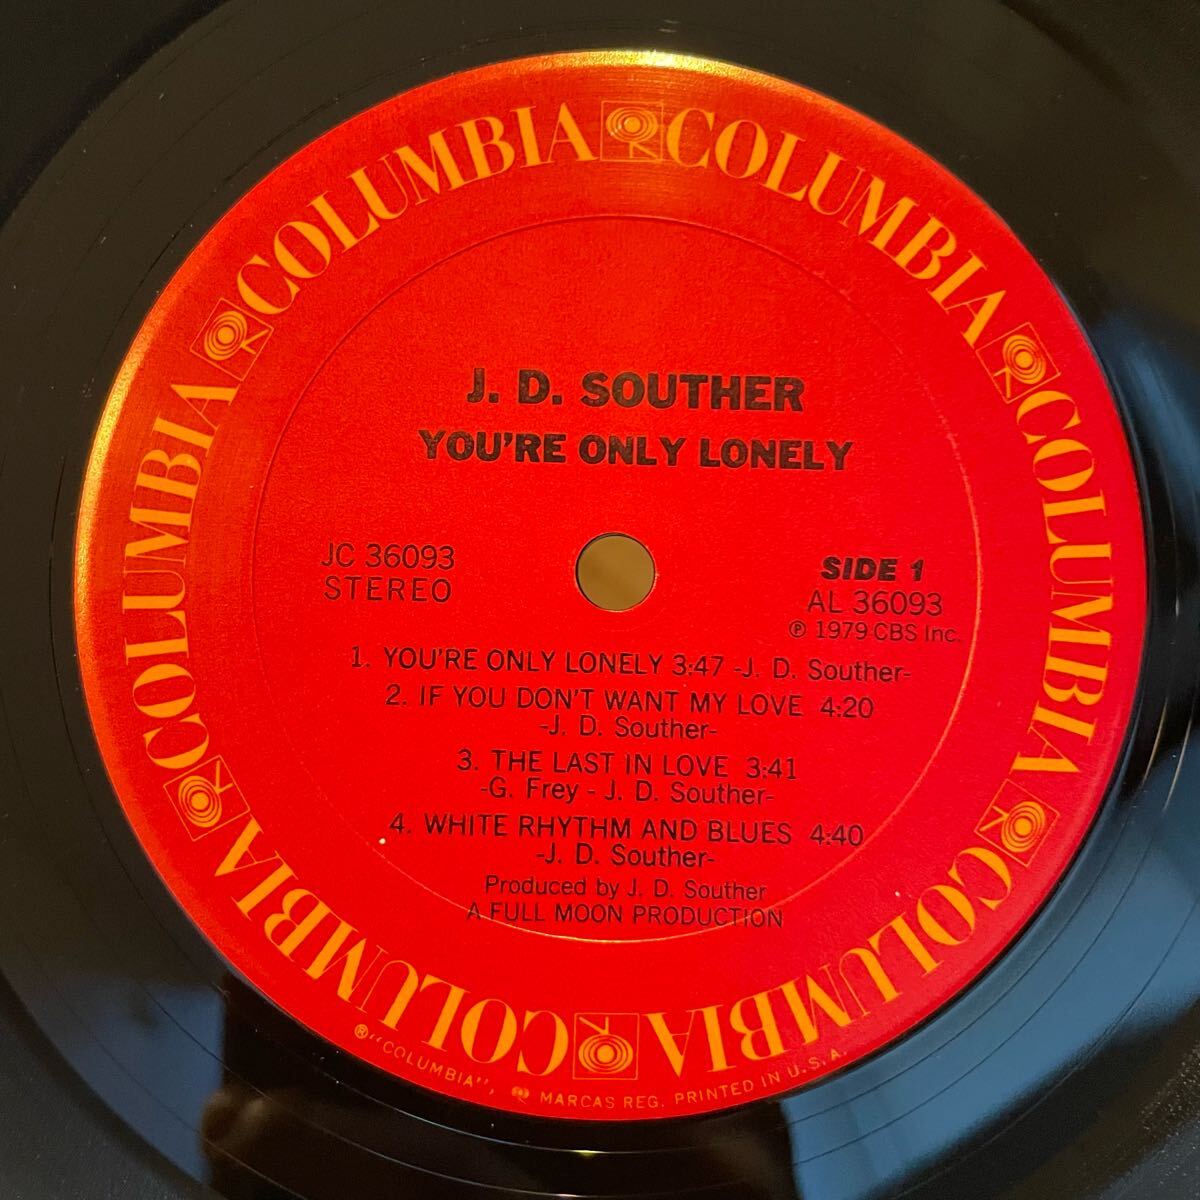 COLUMBIA COLUMBIA COLUMBIA COLUMBIA COLUMBIA COLUMBIA
J. D. SOUTHER
YOU'RE ONLY LONELY
JC 36093
STEREO
SIDE 1
AL 36093
℗ 1979 CBS Inc.
1. YOU'RE ONLY LONELY 3:47 -J. D. Souther-
2. IF YOU DON'T WANT MY LOVE 4:20
-J. D. Souther-
3. THE LAST IN LOVE 3:41
-G. Frey - J. D. Souther-
4. WHITE RHYTHM AND BLUES 4:40
-J. D. Souther-
Produced by J. D. Souther
A FULL MOON PRODUCTION
®"COLUMBIA", MARCAS REG. PRINTED IN U.S.A.